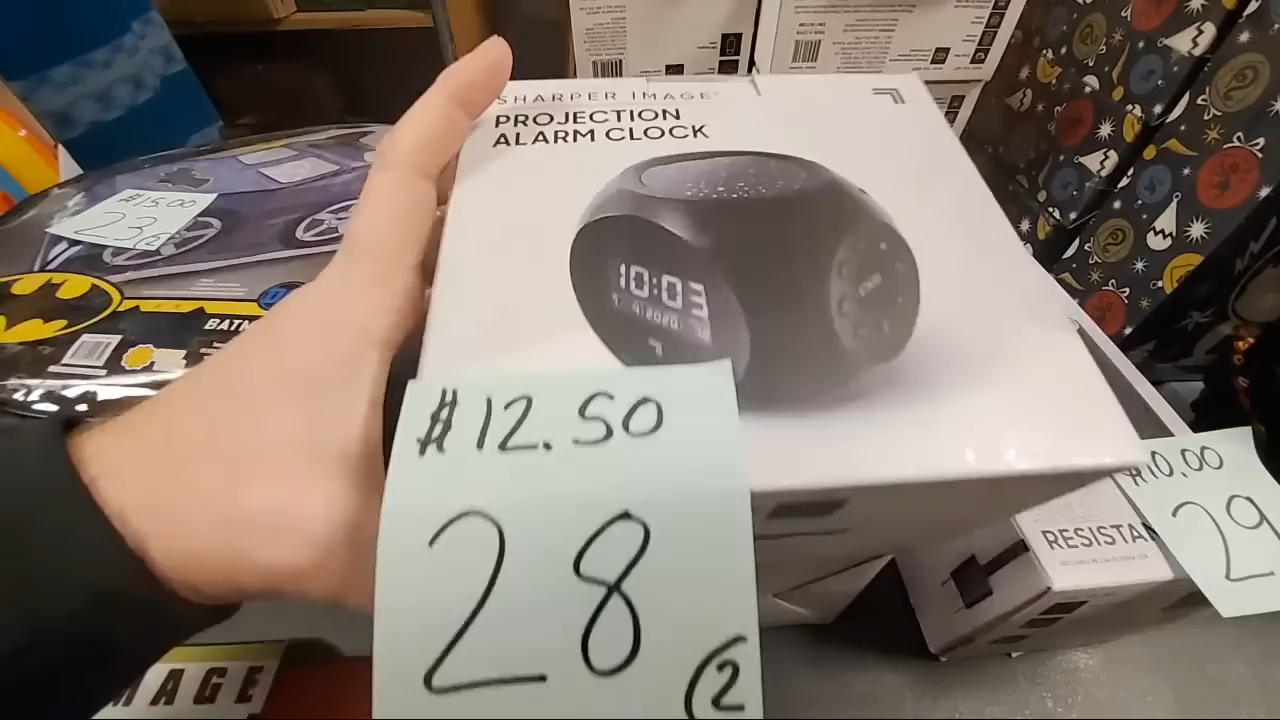 SHARPER IMAGE
PROJECTION
ALARM CLOCK
10:03
$12.50
28
(2
$15.00
23
BATM
$10.00
29
RESISTA
MAGE